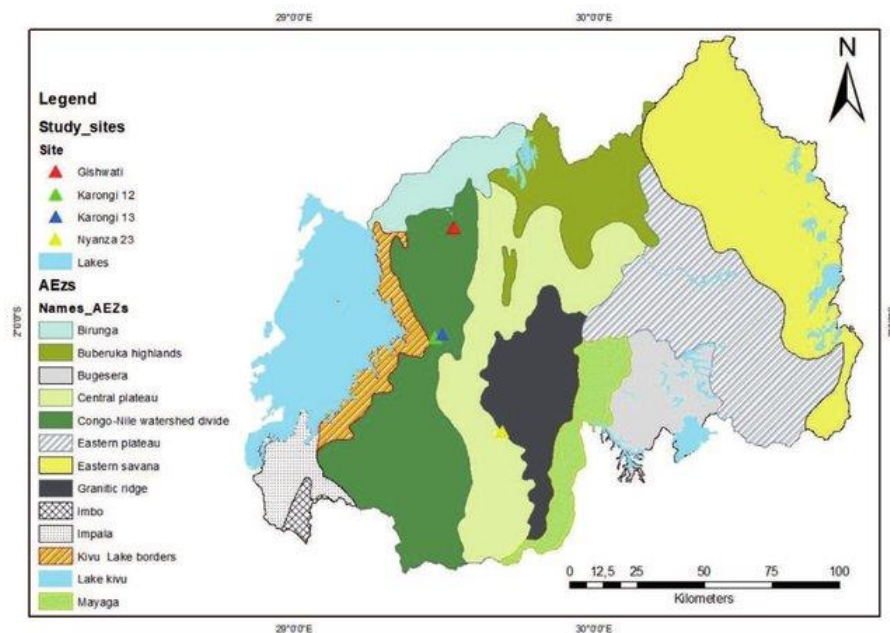 29°0'0"E 30°0'0"E
N
Legend
Study_sites
Site
Gishwati
Karongi 12
Karongi 13
Nyanza 23
Lakes
AEzs
Names_AEZs
Birunga
Buberuka highlands
Bugesera
Central plateau
Congo-Nile watershed divide
Eastern plateau
Eastern savana
Granitic ridge
Imbo
Impala
Kivu Lake borders
Lake kivu
Mayaga
2°0'0"S
0 12,5 25 50 75 100
Kilometers
29°0'0"E 30°0'0"E